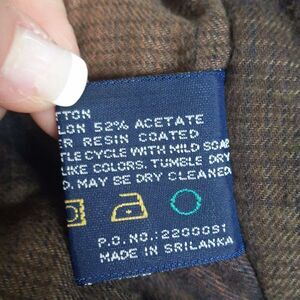 TTON
LON 52% ACETATE
ER RESIN COATED
TLE CYCLE WITH MILD SOA
LIKE COLORS. TUMBLE DRY
D. MAY BE DRY CLEANED
P.O.NO.:2200091
MADE IN SRILANKA